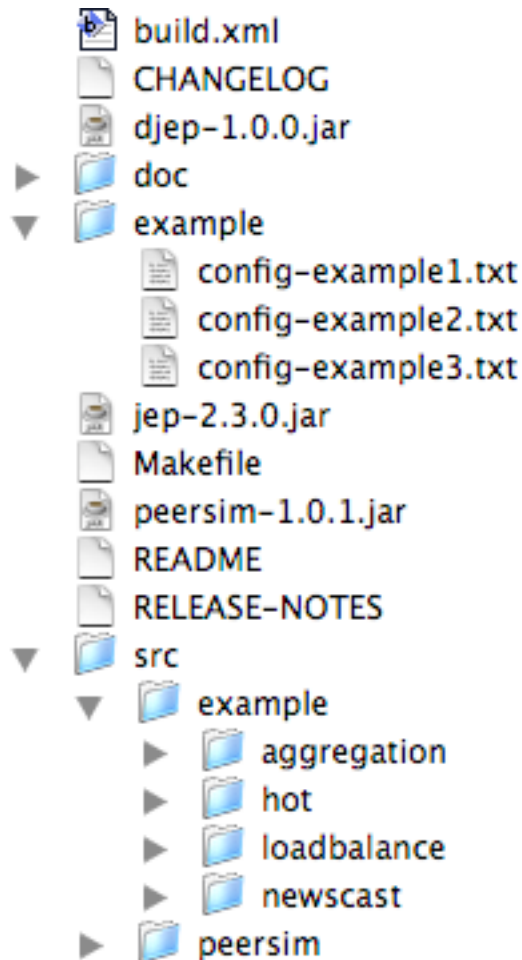 build.xml
CHANGELOG
djep-1.0.0.jar
doc
example
config-example1.txt
config-example2.txt
config-example3.txt
jep-2.3.0.jar
Makefile
peersim-1.0.1.jar
README
RELEASE-NOTES
src
example
aggregation
hot
loadbalance
newscast
peersim